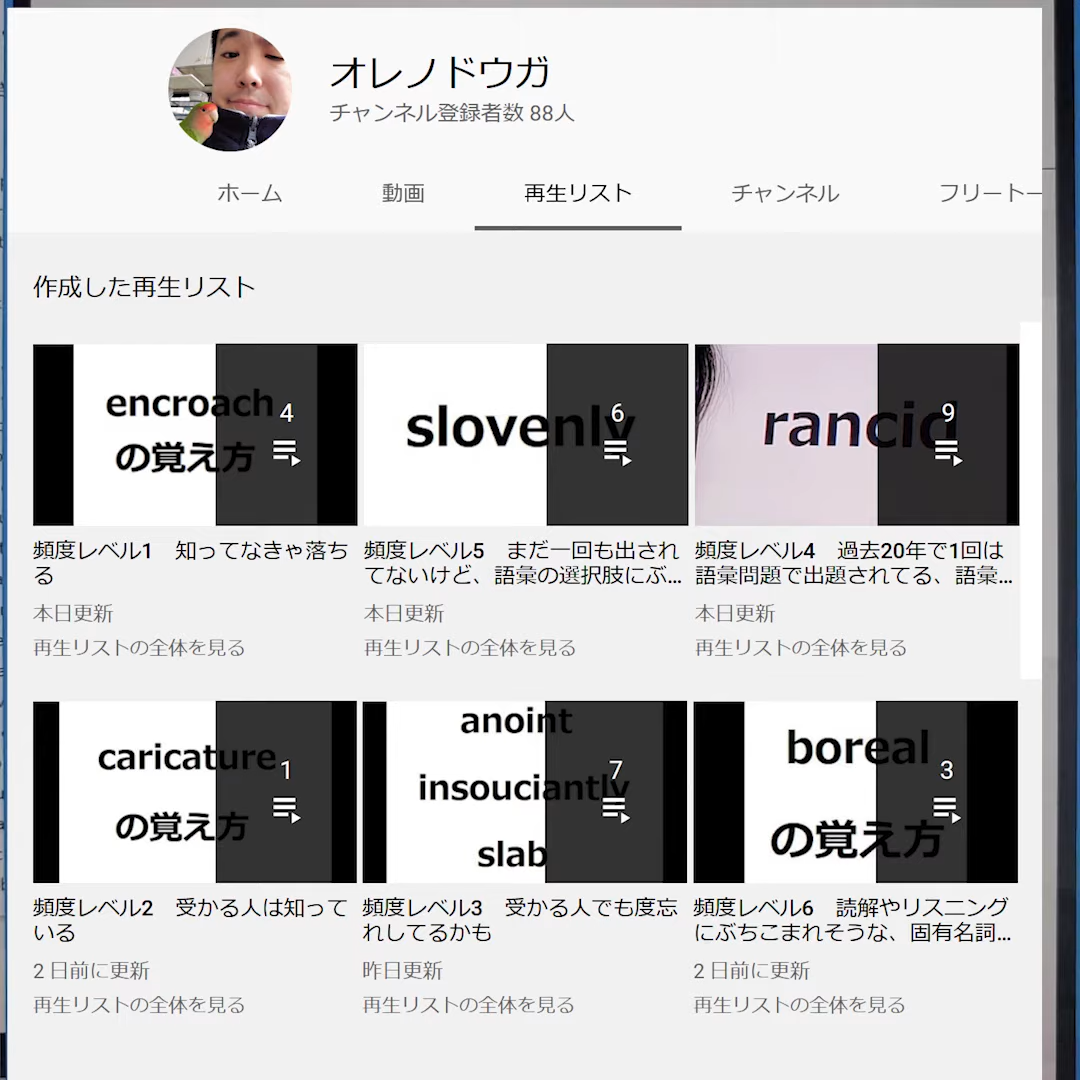 オレノドウガ
チャンネル登録者数 88人
ホーム
動画
再生リスト
チャンネル
フリートー
作成した再生リスト
encroach
の覚え方
4
slovenly
6
rancid
9
頻度レベル1　知ってなきゃ落ち
る
本日更新
再生リストの全体を見る
頻度レベル5　まだ一回も出され
てないけど、語彙の選択肢にぶ...
本日更新
再生リストの全体を見る
頻度レベル4　過去20年で1回は
語彙問題で出題されてる、語彙...
本日更新
再生リストの全体を見る
caricature
の覚え方
1
anoint
insouciantly
slab
7
boreal
の覚え方
3
頻度レベル2　受かる人は知って
いる
2 日前に更新
再生リストの全体を見る
頻度レベル3　受かる人でも度忘
れしてるかも
昨日更新
再生リストの全体を見る
頻度レベル6　読解やリスニング
にぶちこまれそうな、固有名詞...
2 日前に更新
再生リストの全体を見る